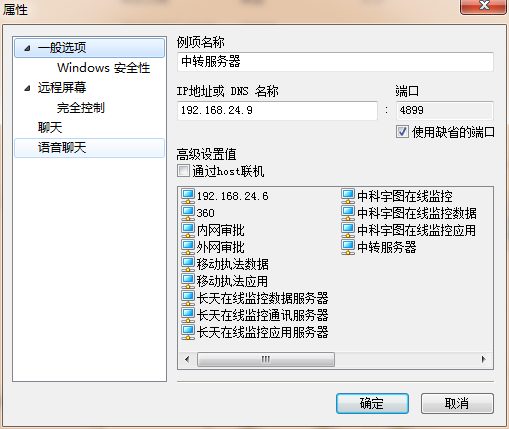 属性
一般选项
Windows 安全性
远程屏幕
完全控制
聊天
语音聊天
例项名称
中转服务器
IP地址或 DNS 名称
端口
192.168.24.9
:
4899
使用缺省的端口
高级设置值
通过host联机
192.168.24.6
360
内网审批
外网审批
移动执法数据
移动执法应用
长天在线监控数据服务器
长天在线监控通讯服务器
长天在线监控应用服务器
中科宇图在线监控
中科宇图在线监控数据
中科宇图在线监控应用
中转服务器
确定
取消